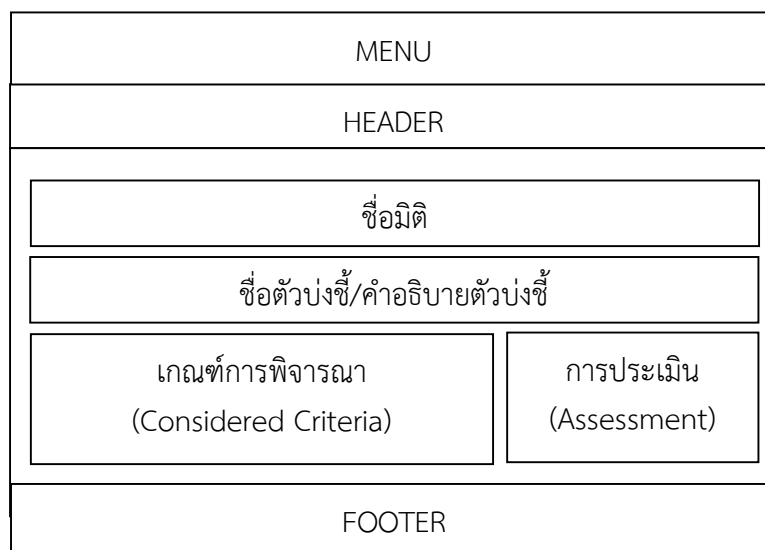 MENU
HEADER
ชื่อมิติ
ชื่อตัวบ่งชี้/คำอธิบายตัวบ่งชี้
เกณฑ์การพิจารณา
(Considered Criteria)
การประเมิน
(Assessment)
FOOTER